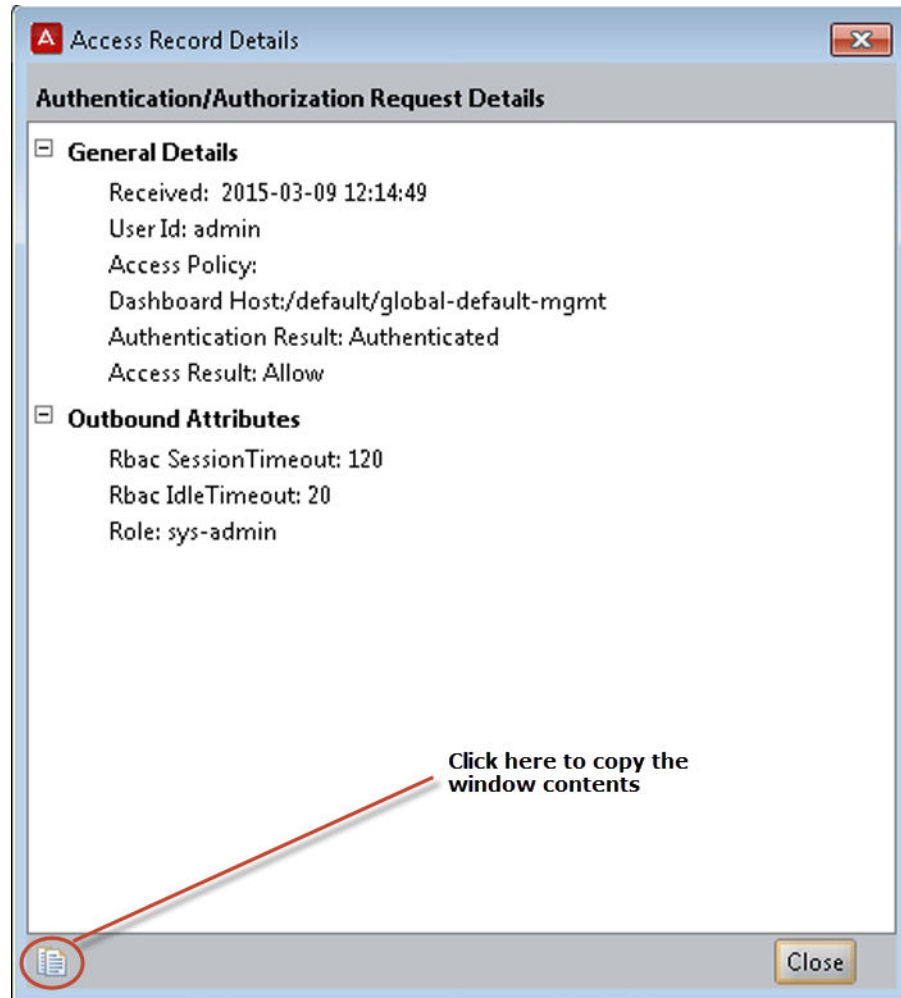 A Access Record Details
Authentication/Authorization Request Details
General Details
Received: 2015-03-09 12:14:49
User Id: admin
Access Policy:
Dashboard Host:/default/global-default-mgmt
Authentication Result: Authenticated
Access Result: Allow
Outbound Attributes
Rbac SessionTimeout: 120
Rbac IdleTimeout: 20
Role: sys-admin
Click here to copy the
window contents
Close